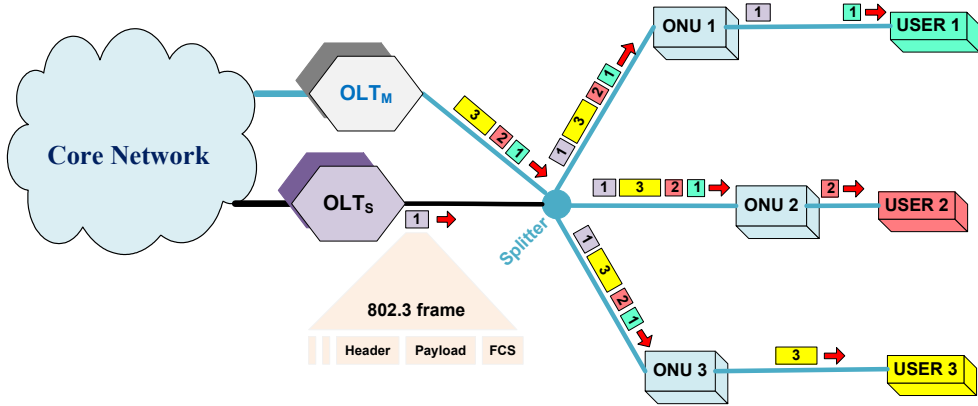 Core Network
OLTM
OLTS
1
802.3 frame
Header Payload FCS
3 2 1
Splitter
1 3 2 1
ONU 1
1 1
USER 1
1 3 2 1
ONU 2
2
USER 2
1 3 2 1
ONU 3
3
USER 3